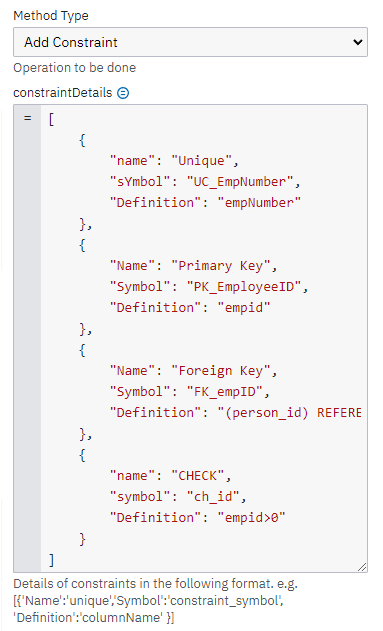 Method Type
Add Constraint
Operation to be done
constraintDetails
= [
{
"name": "Unique",
"sYmbol": "UC_EmpNumber",
"Definition": "empNumber"
},
{
"Name": "Primary Key",
"Symbol": "PK_EmployeeID",
"Definition": "empid"
},
{
"Name": "Foreign Key",
"Symbol": "FK_empID",
"Definition": "(person_id) REFERE
},
{
"name": "CHECK",
"symbol": "ch_id",
"Definition": "empid>0"
}
]
Details of constraints in the following format. e.g.
[{'Name':'unique','Symbol':'constraint_symbol',
'Definition':'columnName' }]